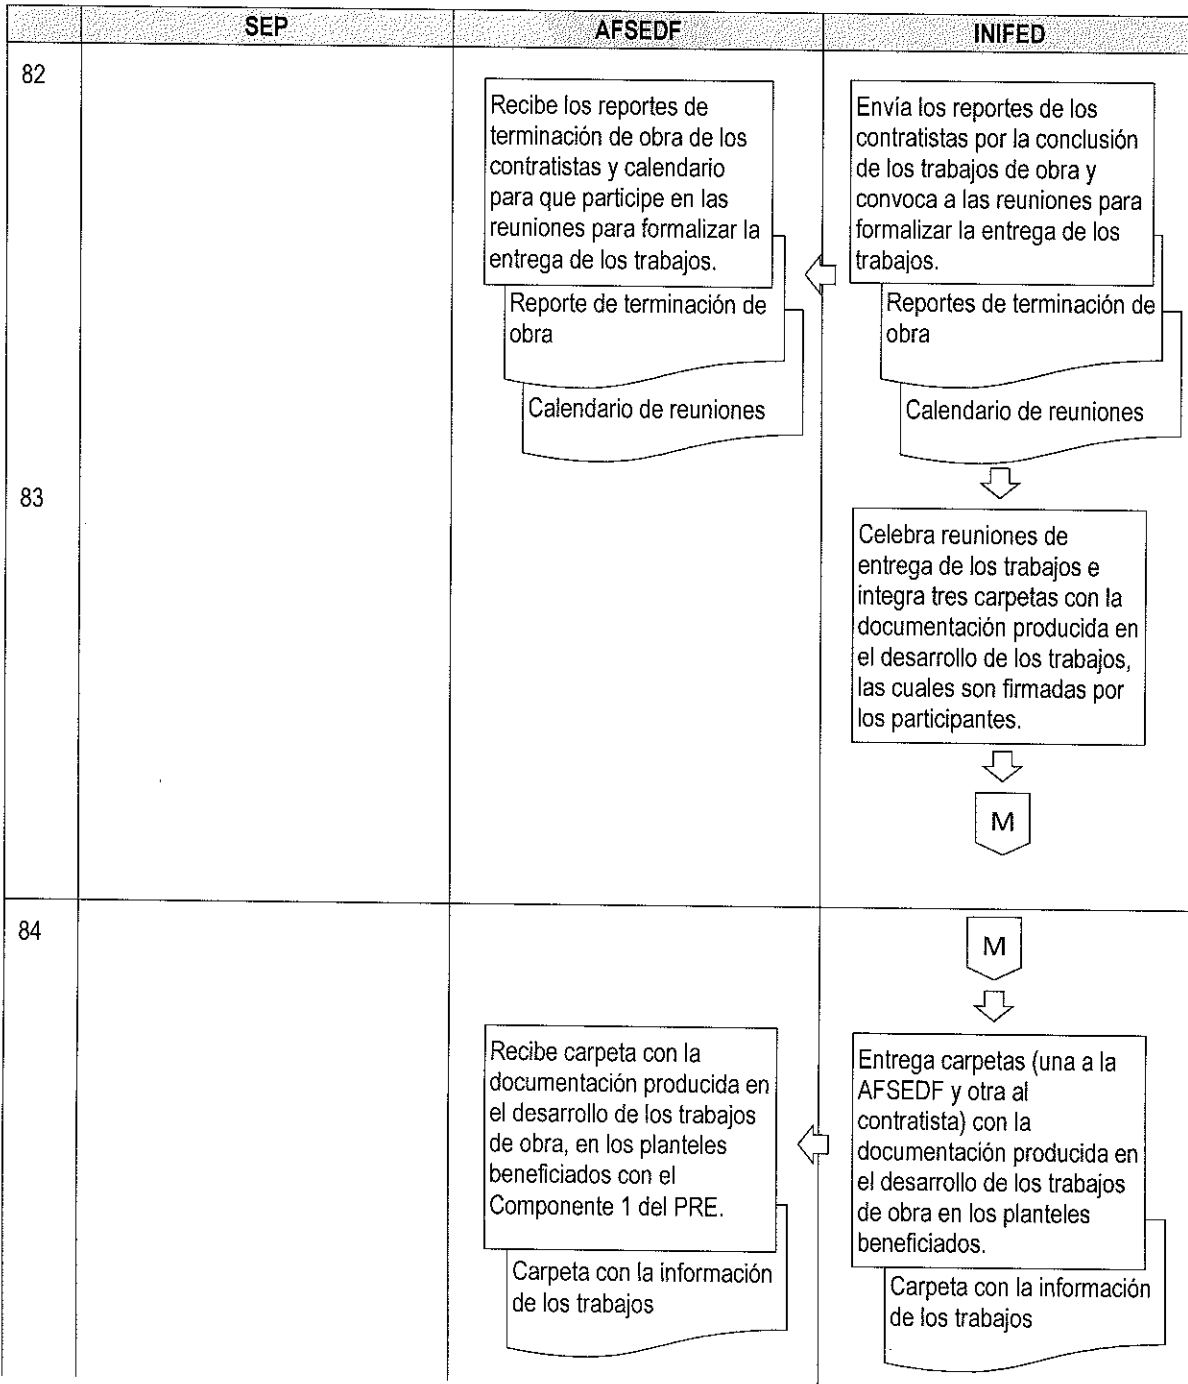 SEP
AFSEDF
INIFED
82
Recibe los reportes de
terminación de obra de los
contratistas y calendario
para que participe en las
reuniones para formalizar la
entrega de los trabajos.
Reporte de terminación de
obra
Calendario de reuniones
Envía los reportes de los
contratistas por la conclusión
de los trabajos de obra y
convoca a las reuniones para
formalizar la entrega de los
trabajos.
Reportes de terminación de
obra
Calendario de reuniones
83
Celebra reuniones de
entrega de los trabajos e
integra tres carpetas con la
documentación producida en
el desarrollo de los trabajos,
las cuales son firmadas por
los participantes.
M
84
M
Recibe carpeta con la
documentación producida en
el desarrollo de los trabajos
de obra, en los planteles
beneficiados con el
Componente 1 del PRE.
Carpeta con la información
de los trabajos
Entrega carpetas (una a la
AFSEDF y otra al
contratista) con la
documentación producida en
el desarrollo de los trabajos
de obra en los planteles
beneficiados.
Carpeta con la información
de los trabajos